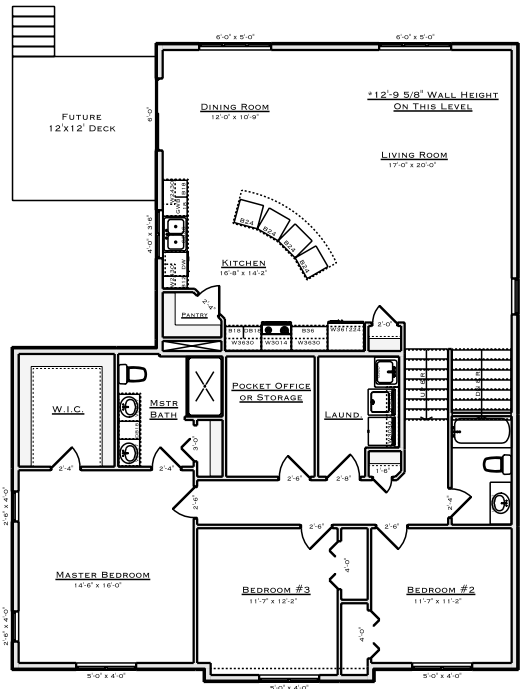 6'-0" x 5'-0"
6'-0" x 5'-0"
Future
12'x12' Deck
6'-0"
Dining Room
12'-0" x 10'-9"
*12'-9 5/8" Wall Height
On This Level
Living Room
17'-0" x 20'-0"
4'-0" x 3'-6"
B18
DW
B24
B24
B24
B24
Kitchen
16'-8" x 14'-2"
2'-4"
Pantry
B18
DB18
B36
W3630
W3014
W3630
2'-0"
W.I.C.
Mstr
Bath
Pocket Office
or Storage
Laund.
3'-0"
2'-4"
2'-4"
2'-6"
2'-8"
1'-6"
2'-4"
2'-6" x 4'-0"
2'-6"
2'-6"
2'-6"
Master Bedroom
14'-6" x 16'-0"
Bedroom #3
11'-7" x 12'-2"
4'-0"
Bedroom #2
11'-7" x 11'-2"
4'-0"
2'-6" x 4'-0"
5'-0" x 4'-0"
5'-0" x 4'-0"
5'-0" x 4'-0"